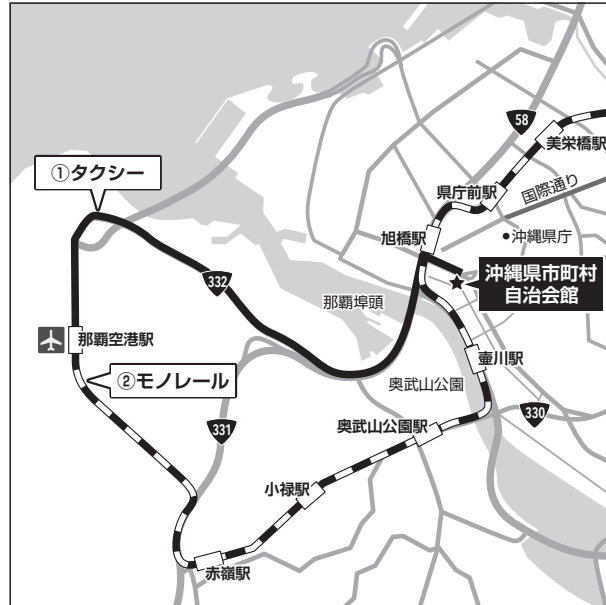 58
美栄橋駅
県庁前駅
国際通り
①タクシー
旭橋駅
沖縄県庁
沖縄県市町村
自治会館
332
那覇埠頭
那覇空港駅
壷川駅
②モノレール
奥武山公園
330
331
奥武山公園駅
小禄駅
赤嶺駅